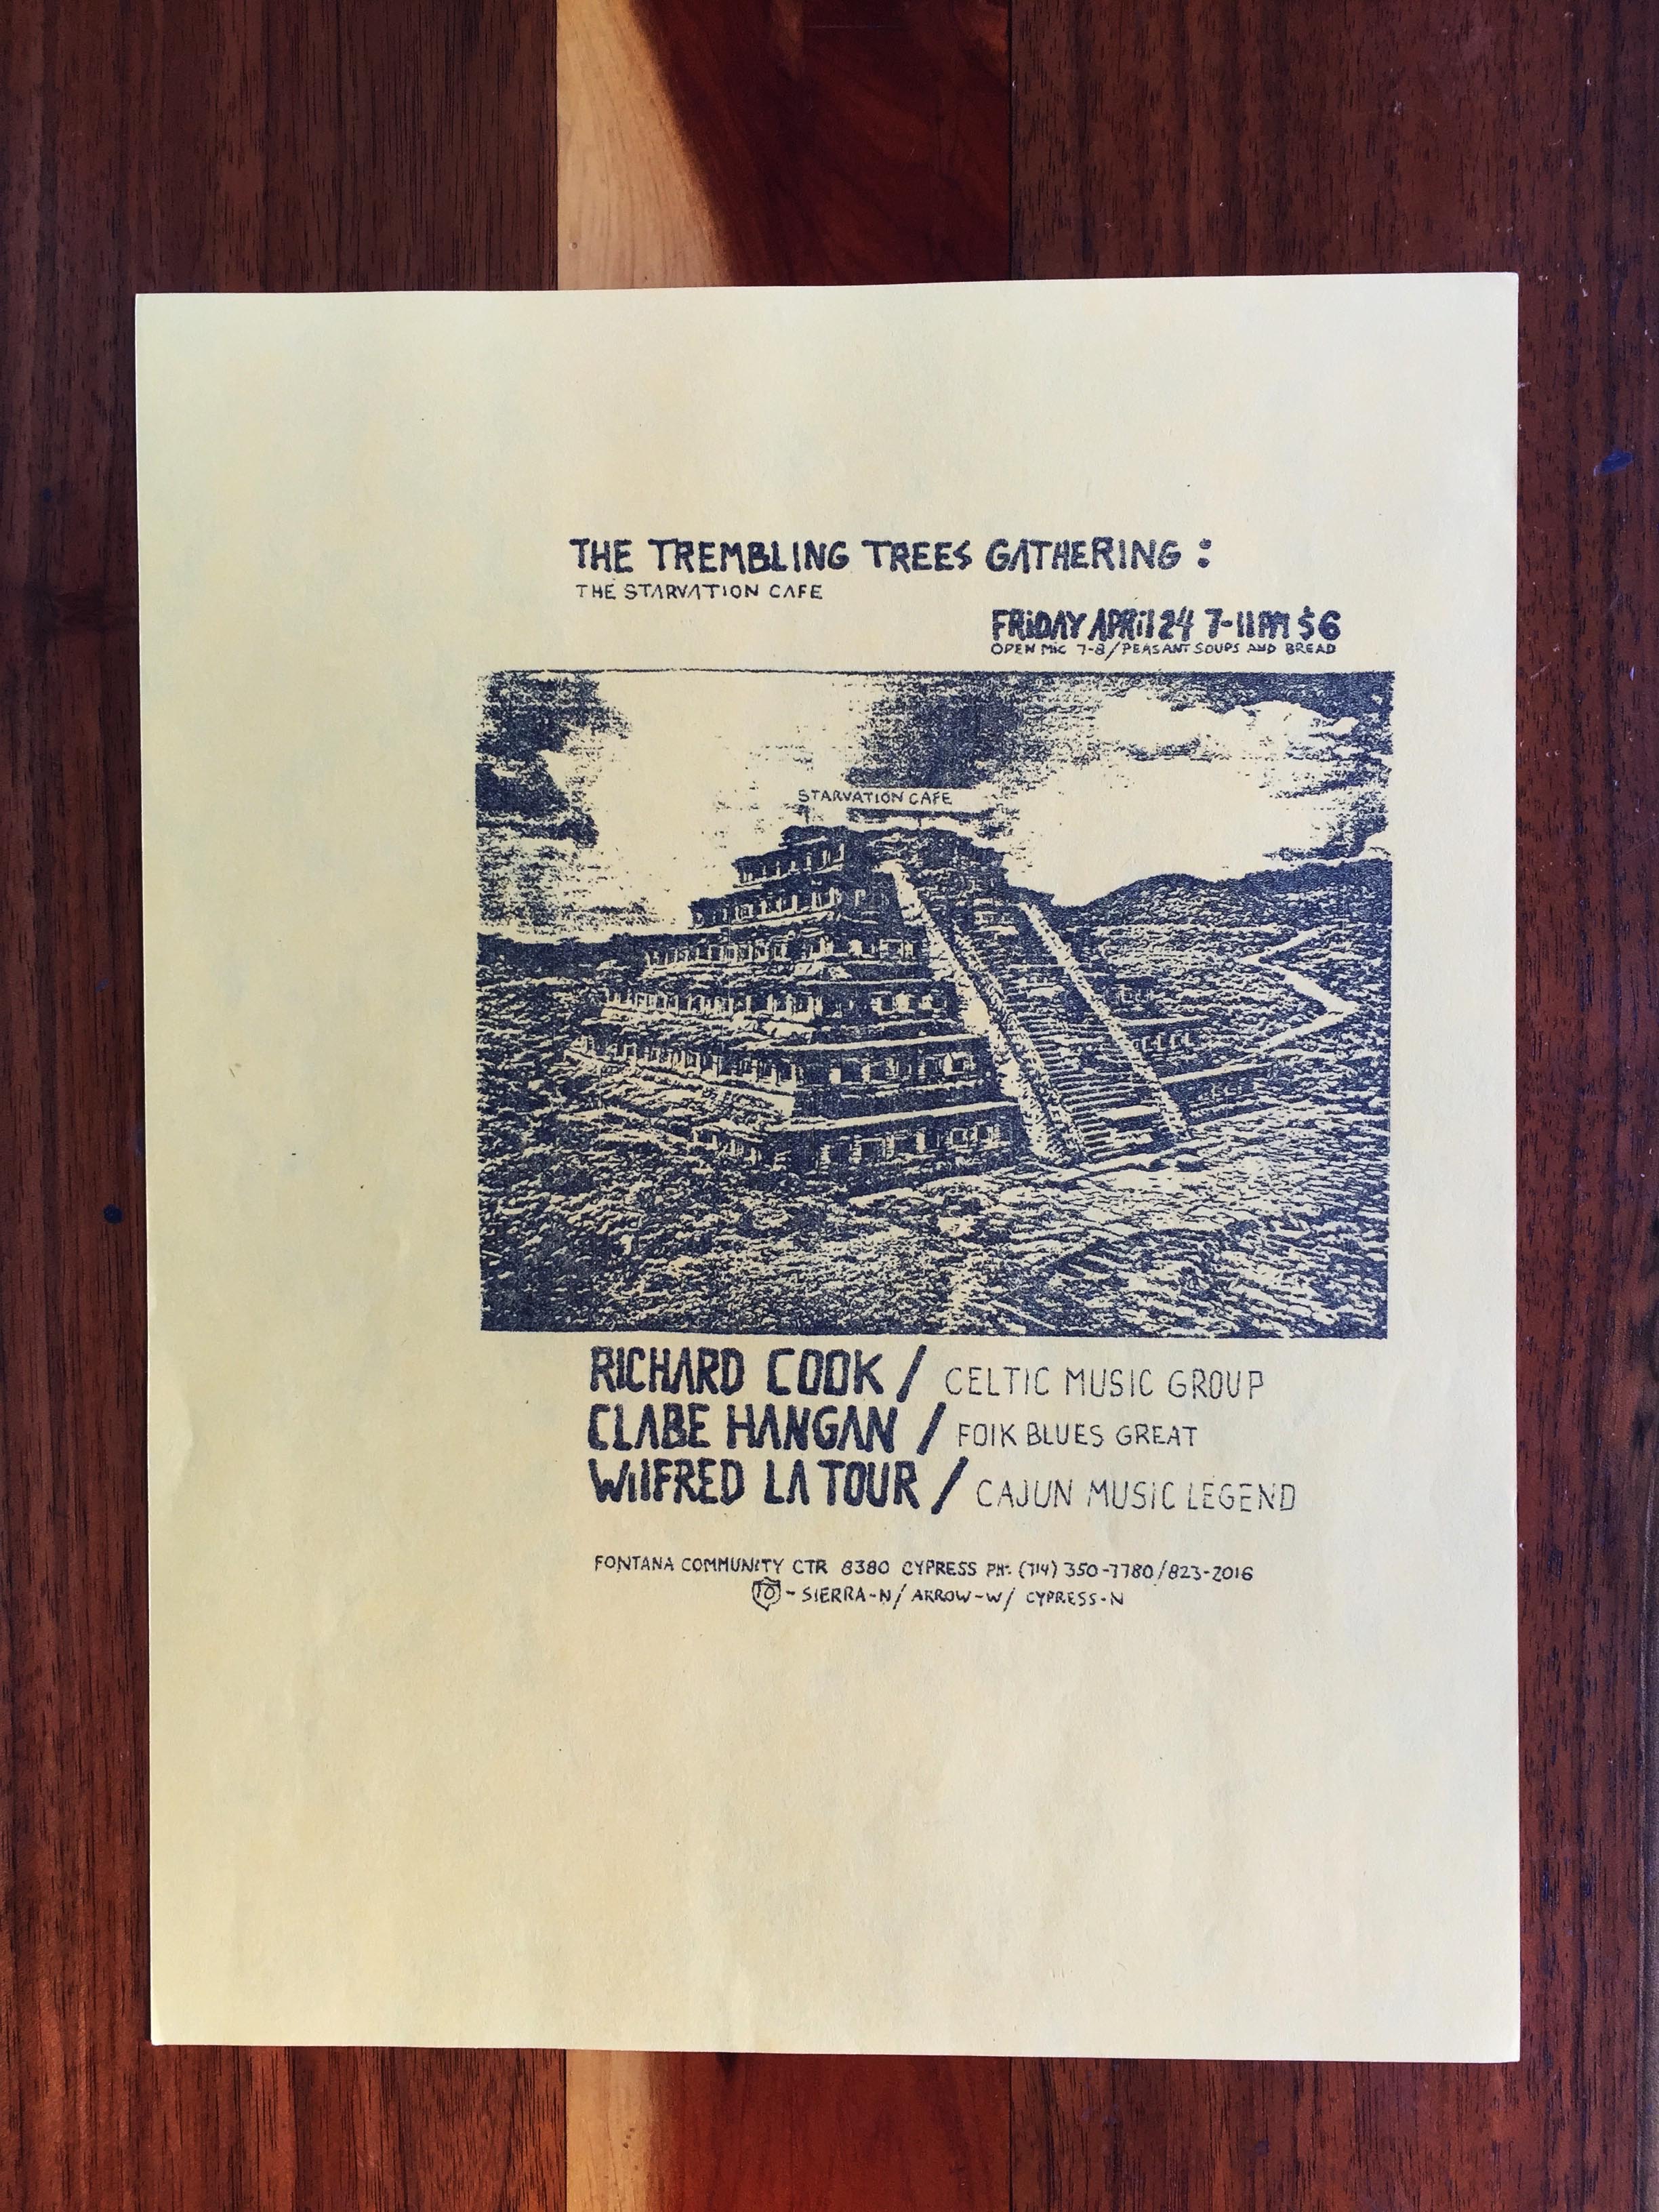 THE TREMBLING TREES GATHERING :
THE STARVATION CAFE
FRIDAY APRIL 24 7-11PM $6
OPEN MIC 7-8/PEASANT SOUPS AND BREAD
STARVATION CAFE
RICHARD COOK / CELTIC MUSIC GROUP
CLABE HANGAN / FOLK BLUES GREAT
WILFRED LA TOUR / CAJUN MUSIC LEGEND
FONTANA COMMUNITY CTR 8380 CYPRESS PH: (714) 350-7780/823-2016
10 - SIERRA-N/ ARROW-W/ CYPRESS-N